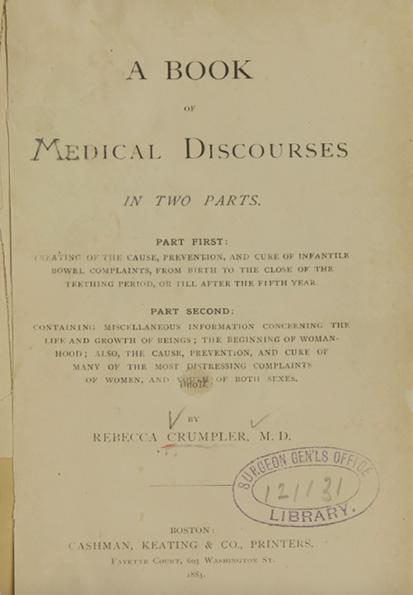 A BOOK
OF
MEDICAL DISCOURSES
IN TWO PARTS.
PART FIRST:
TREATING OF THE CAUSE, PREVENTION, AND CURE OF INFANTILE
BOWEL COMPLAINTS, FROM BIRTH TO THE CLOSE OF THE
TEETHING PERIOD, OR TILL AFTER THE FIFTH YEAR.
PART SECOND:
CONTAINING MISCELLANEOUS INFORMATION CONCERNING THE
LIFE AND GROWTH OF BEINGS; THE BEGINNING OF WOMAN-
HOOD; ALSO, THE CAUSE, PREVENTION, AND CURE OF
MANY OF THE MOST DISTRESSING COMPLAINTS
OF WOMEN, AND YOUTH OF BOTH SEXES.
BY
REBECCA CRUMPLER, M. D.
SURGEON GEN'LS OFFICE
121131
LIBRARY.
BOSTON:
CASHMAN, KEATING & CO., PRINTERS,
FAYETTE COURT, 603 WASHINGTON ST.
1883.